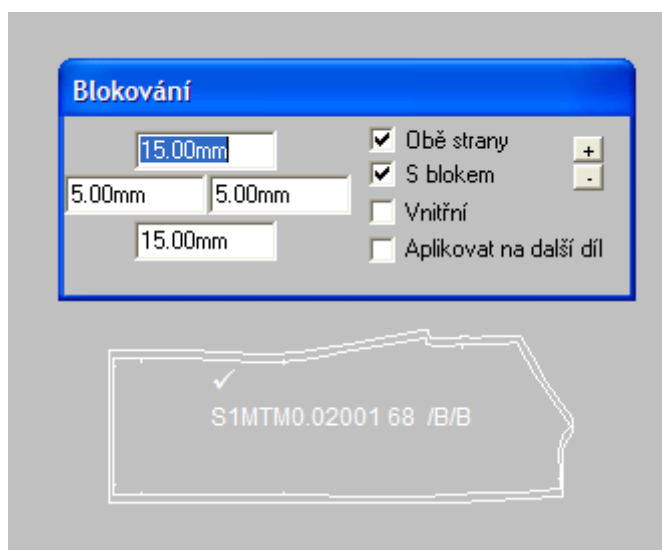 Blokování
15.00mm
5.00mm 5.00mm
15.00mm
Obě strany
S blokem
Vnitřní
Aplikovat na další díl
+
-
S1MTM0.02001 68 /B/B